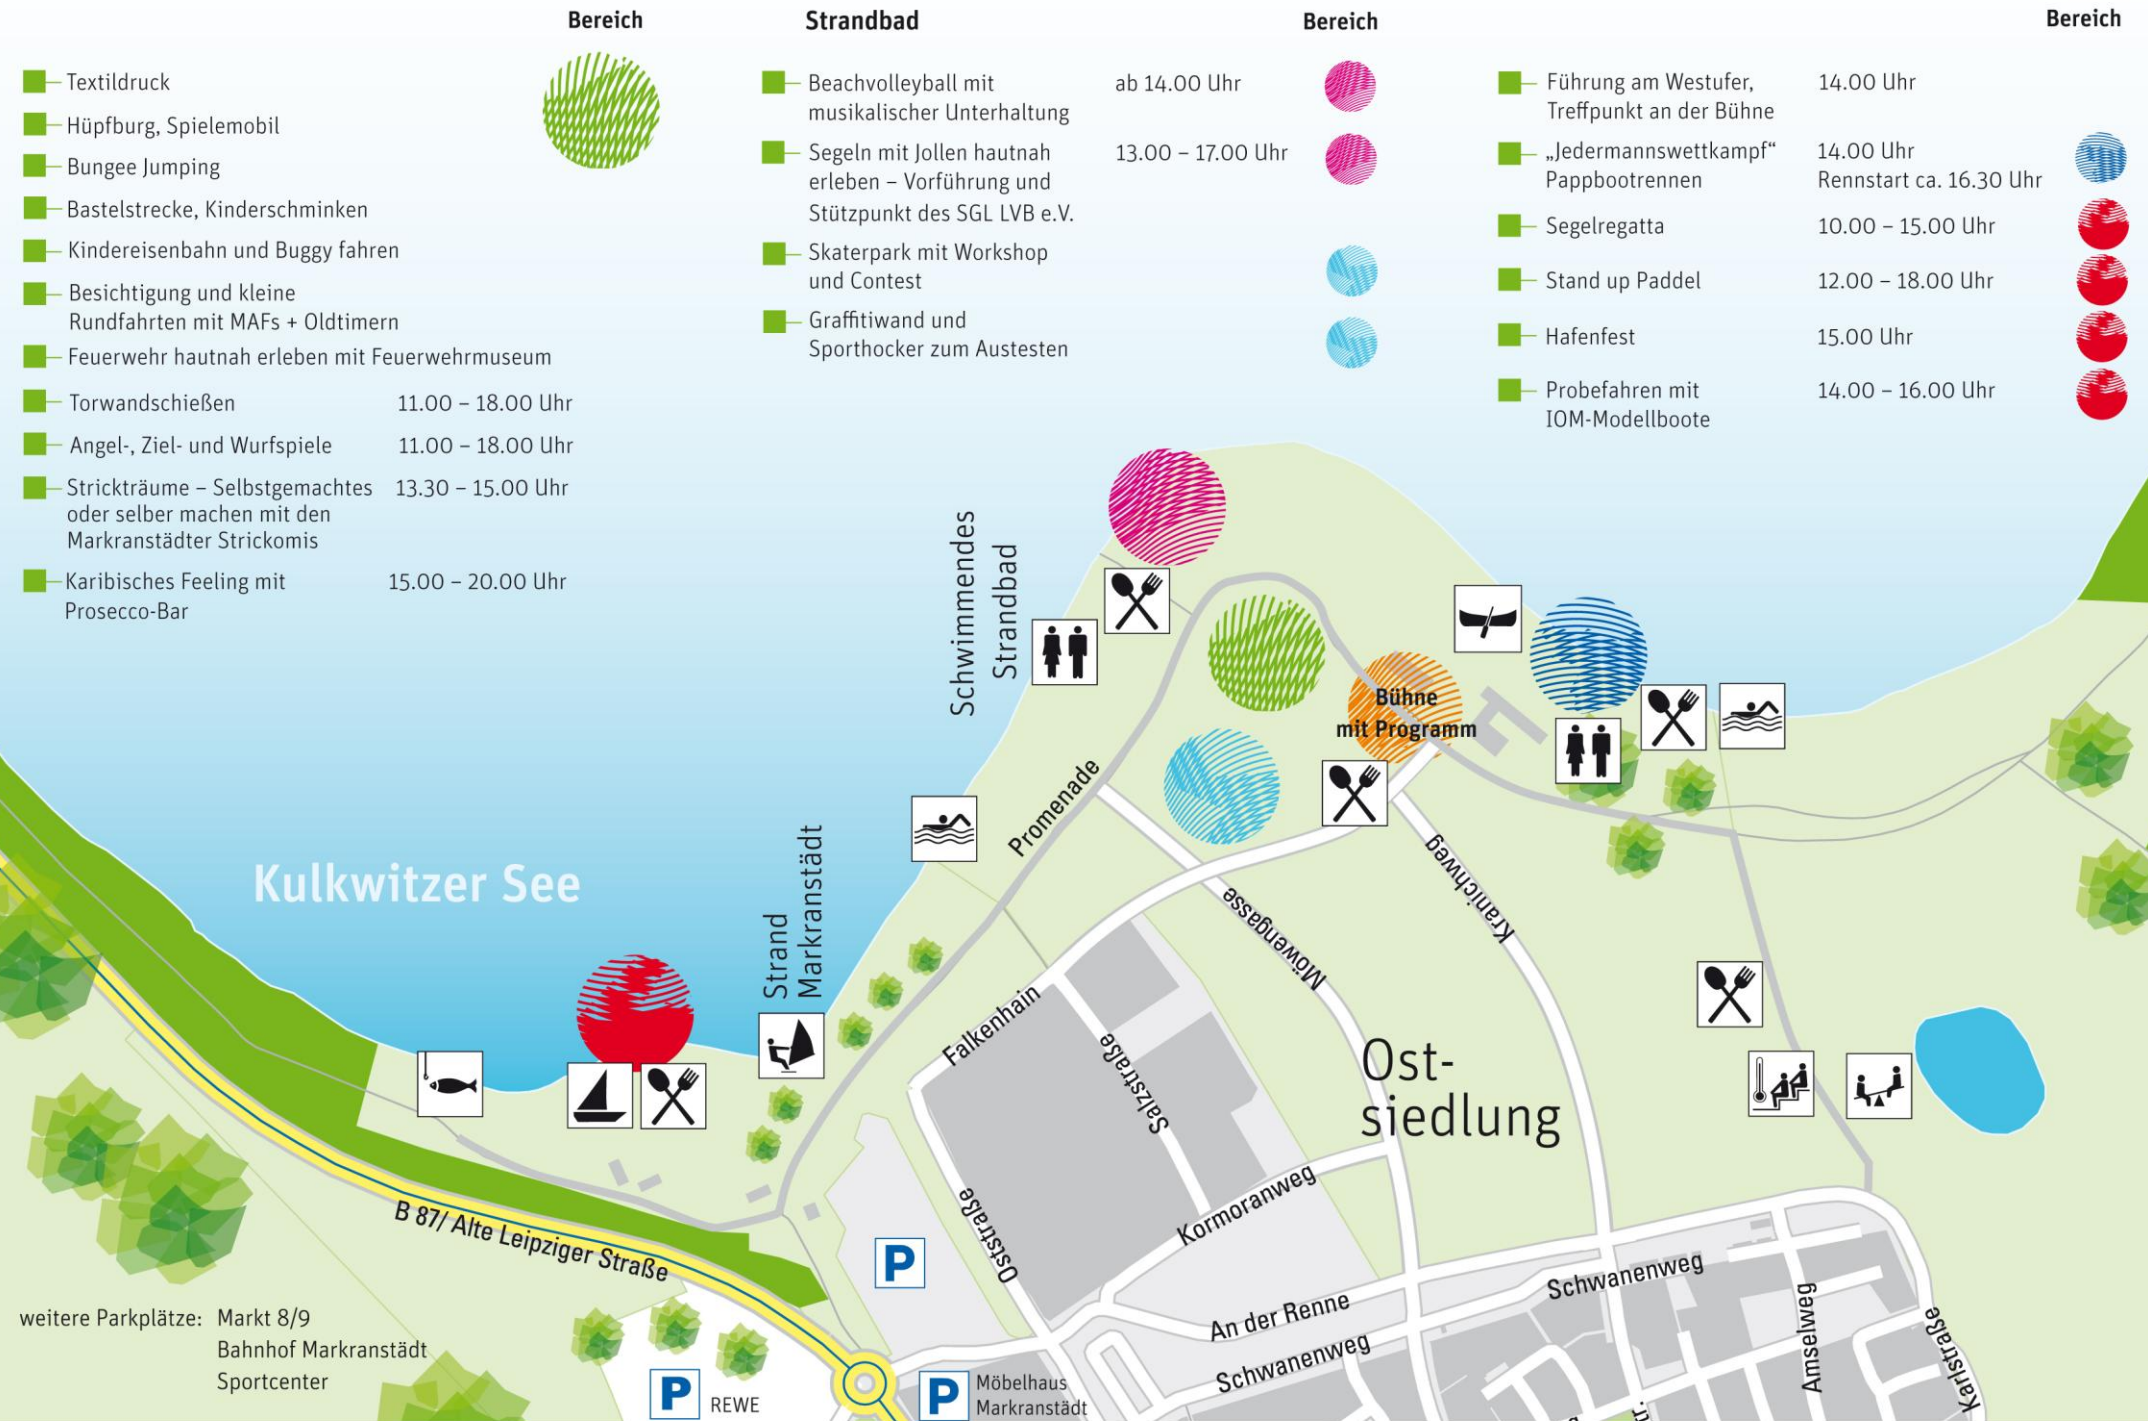 Bereich
Textildruck
Hüpfburg, Spielemobil
Bungee Jumping
Bastelstrecke, Kinderschminken
Kindereisenbahn und Buggy fahren
Besichtigung und kleine
Rundfahrten mit MAFs + Oldtimern
Feuerwehr hautnah erleben mit Feuerwehrmuseum
Torwandschießen 11.00 – 18.00 Uhr
Angel-, Ziel- und Wurfspiele 11.00 – 18.00 Uhr
Strickträume – Selbstgemachtes 13.30 – 15.00 Uhr
oder selber machen mit den
Markranstädter Strickomis
Karibisches Feeling mit 15.00 – 20.00 Uhr
Prosecco-Bar
Strandbad Bereich
Beachvolleyball mit ab 14.00 Uhr
musikalischer Unterhaltung
Segeln mit Jollen hautnah 13.00 – 17.00 Uhr
erleben – Vorführung und
Stützpunkt des SGL LVB e.V.
Skaterpark mit Workshop
und Contest
Graffitiwand und
Sporthocker zum Austesten
Bereich
Führung am Westufer, 14.00 Uhr
Treffpunkt an der Bühne
„Jedermannswettkampf“ 14.00 Uhr
Pappbootrennen Rennstart ca. 16.30 Uhr
Segelregatta 10.00 – 15.00 Uhr
Stand up Paddel 12.00 – 18.00 Uhr
Hafenfest 15.00 Uhr
Probefahren mit 14.00 – 16.00 Uhr
IOM-Modellboote
Schwimmendes
Strandbad
Bühne
mit Programm
Promenade
Kulkwitzer See
Strand
Markranstädt
Falkenhain
Salzstraße
Möwengasse
Kranichweg
Ost-
siedlung
Kormoranweg
Oststraße
B 87/ Alte Leipziger Straße
P
An der Renne
Schwanenweg
Schwanenweg
Amselweg
Karlstraße
weitere Parkplätze: Markt 8/9
Bahnhof Markranstädt
Sportcenter
P REWE
P Möbelhaus
Markranstädt
tr.